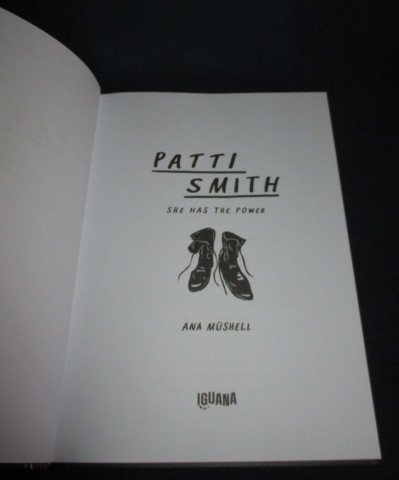 PATTI
SMITH
SHE HAS THE POWER
ANA MÜSHELL
IGUANA